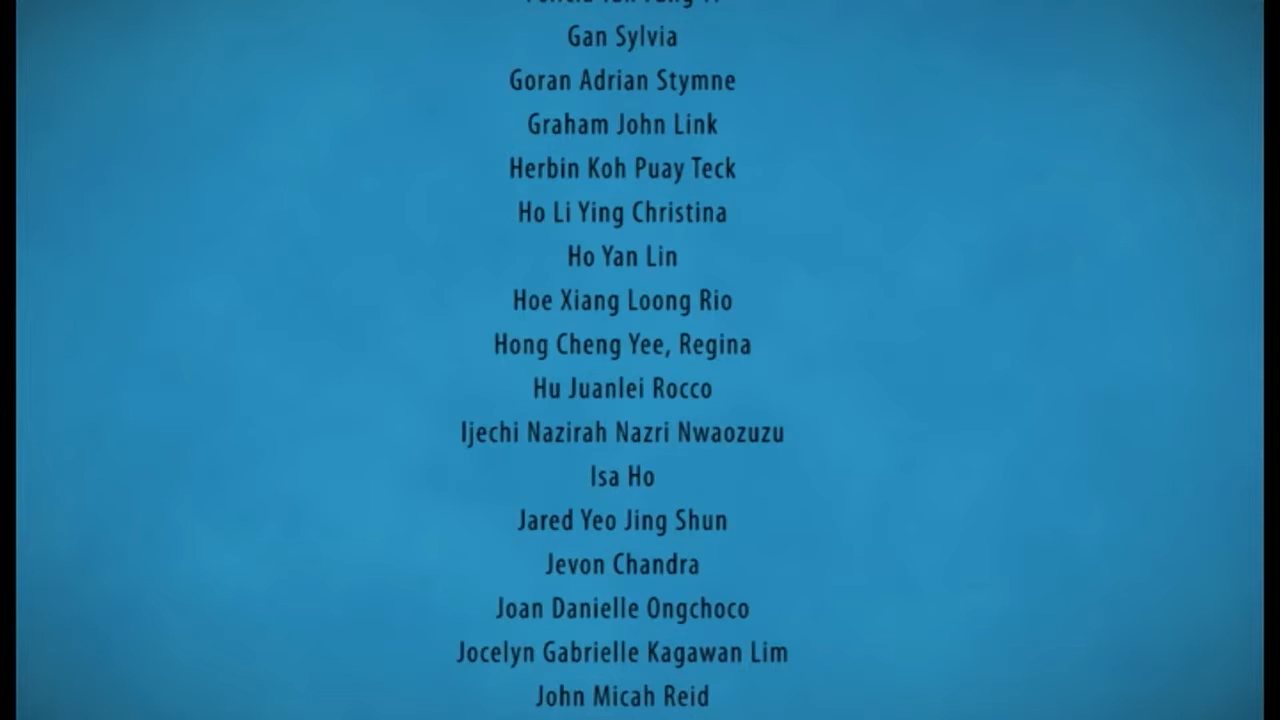 Gan Sylvia
Goran Adrian Stymne
Graham John Link
Herbin Koh Puay Teck
Ho Li Ying Christina
Ho Yan Lin
Hoe Xiang Loong Rio
Hong Cheng Yee, Regina
Hu Juanlei Rocco
Ijechi Nazirah Nazri Nwaozuzu
Isa Ho
Jared Yeo Jing Shun
Jevon Chandra
Joan Danielle Ongchoco
Jocelyn Gabrielle Kagawan Lim
John Micah Reid